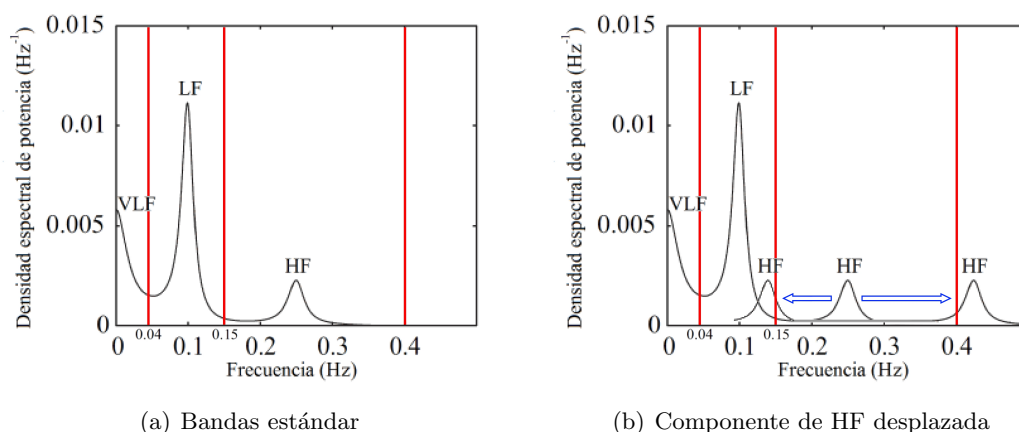 Densidad espectral de potencia (Hz⁻¹)
0.015
0.01
0.005
0
VLF
LF
HF
0.04
0.15
0 0.1 0.2 0.3 0.4
Frecuencia (Hz)
(a) Bandas estándar
Densidad espectral de potencia (Hz⁻¹)
0.015
0.01
0.005
0
VLF
LF
HF HF HF
0.04
0.15
0 0.1 0.2 0.3 0.4
Frecuencia (Hz)
(b) Componente de HF desplazada